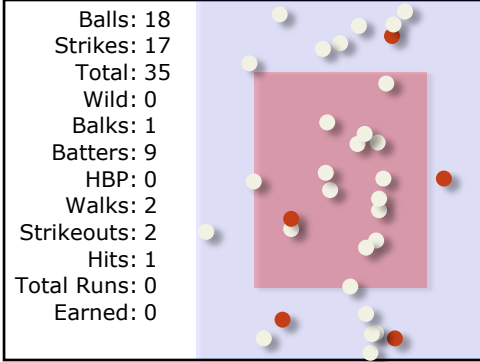 Balls: 18
Strikes: 17
Total: 35
Wild: 0
Balks: 1
Batters: 9
HBP: 0
Walks: 2
Strikeouts: 2
Hits: 1
Total Runs: 0
Earned: 0